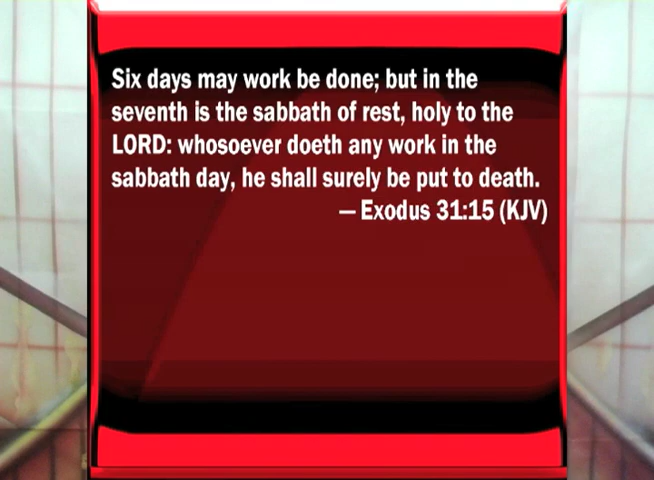 Six days may work be done; but in the
seventh is the sabbath of rest, holy to the
LORD: whosoever doeth any work in the
sabbath day, he shall surely be put to death.
— Exodus 31:15 (KJV)